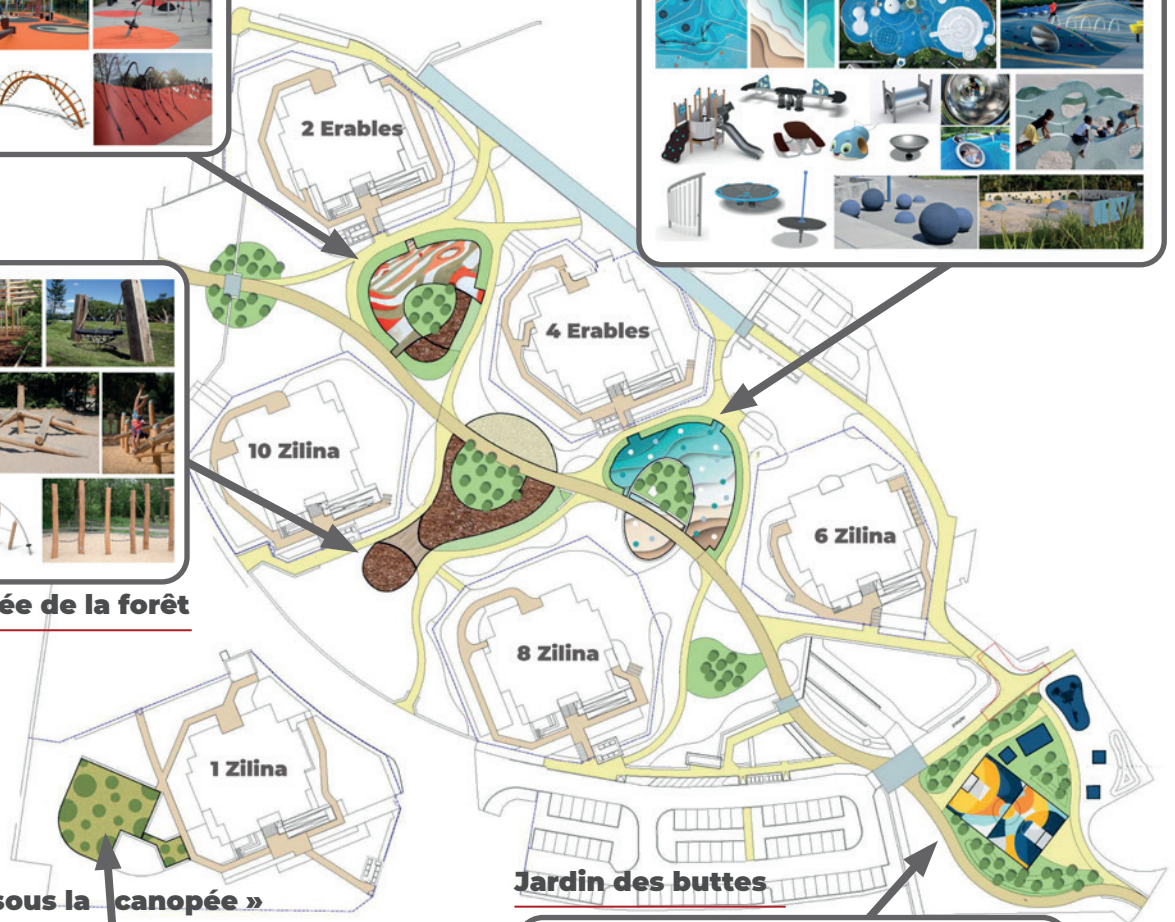 2 Erables
4 Erables
10 Zilina
6 Zilina
ée de la forêt
8 Zilina
1 Zilina
sous la canopée »
Jardin des buttes